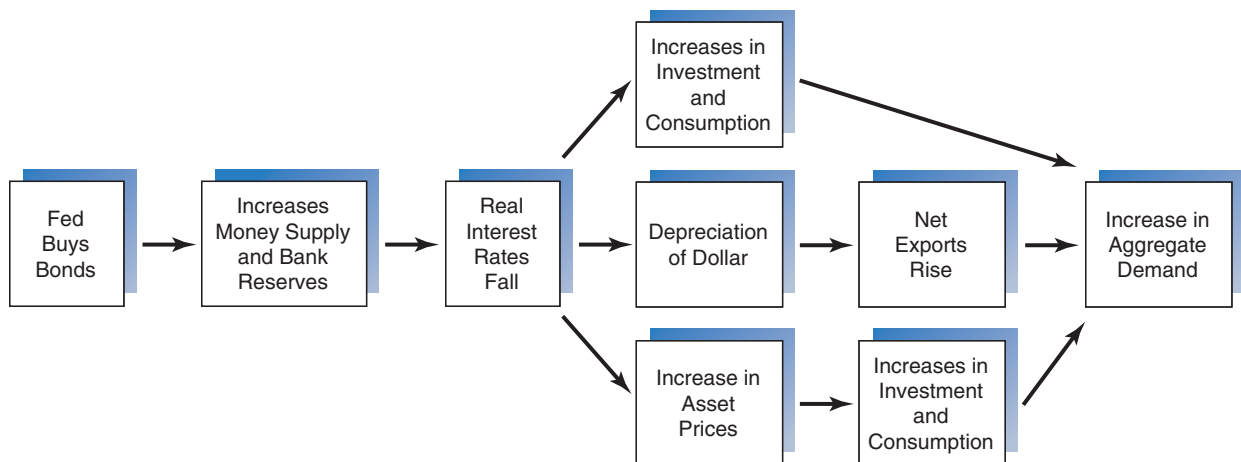 Increases in
Investment
and
Consumption
Fed
Buys
Bonds
Increases
Money Supply
and Bank
Reserves
Real
Interest
Rates
Fall
Depreciation
of Dollar
Net
Exports
Rise
Increase in
Aggregate
Demand
Increase in
Asset
Prices
Increases in
Investment
and
Consumption